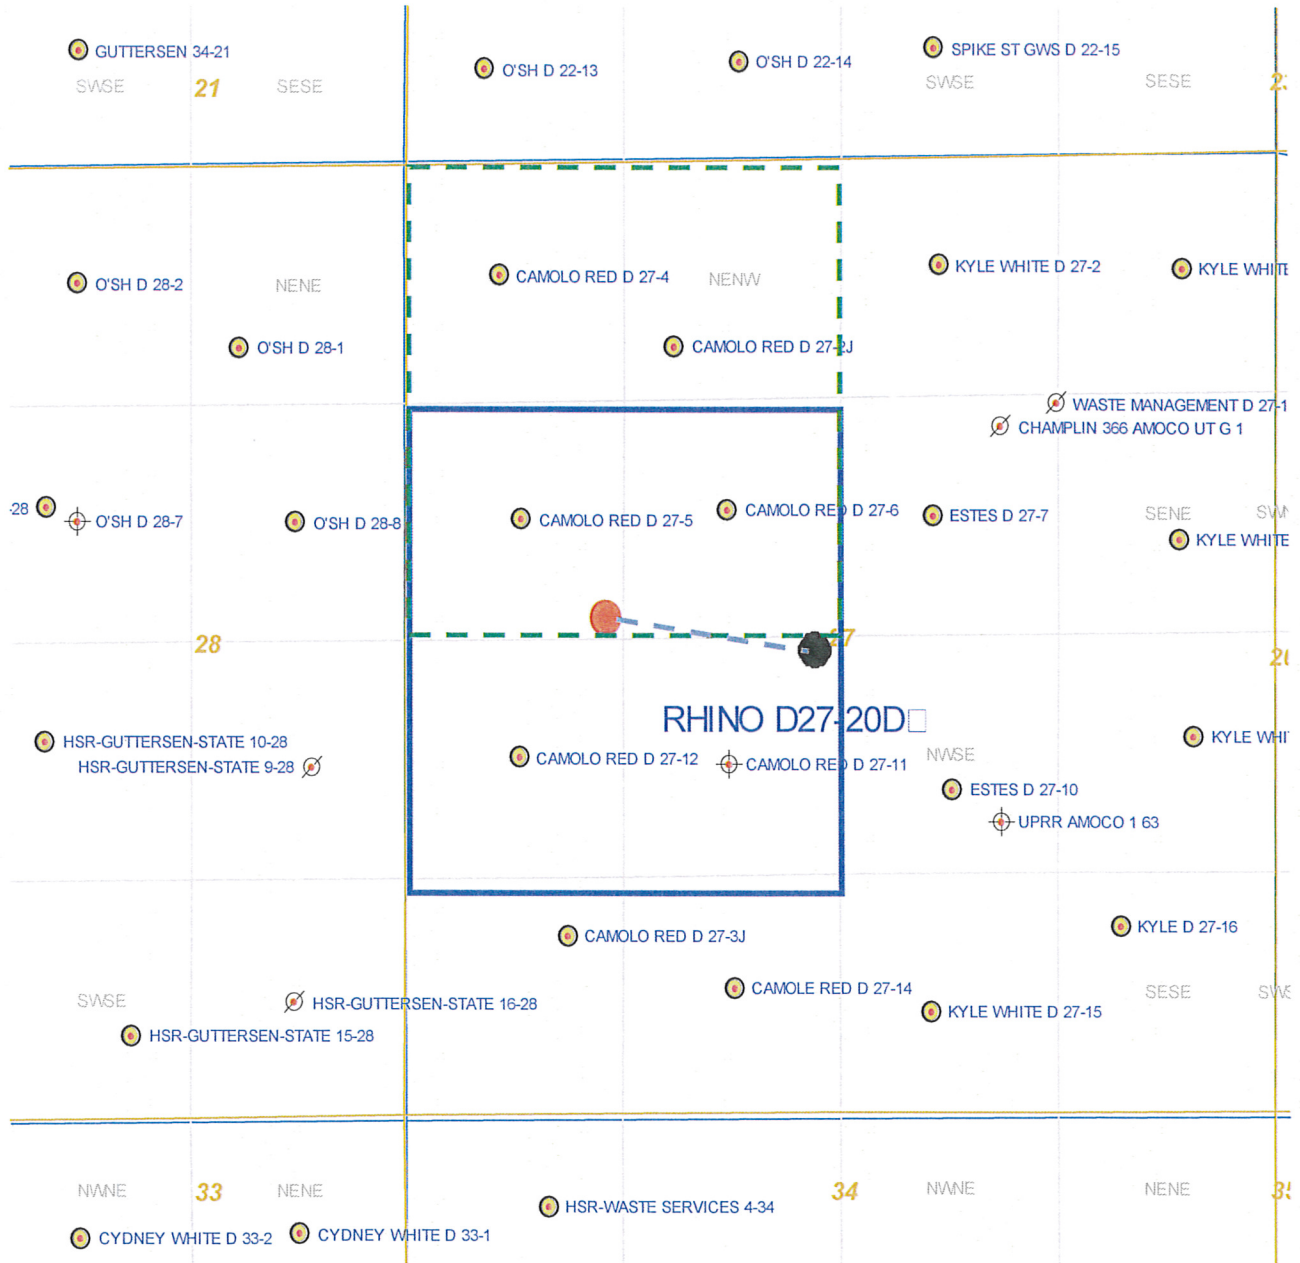 GUTTERSEN 34-21
O'SH D 22-13
O'SH D 22-14
SPIKE ST GWS D 22-15
SWSE
21
SESE
SWSE
SESE
O'SH D 28-2
NENE
CAMOLO RED D 27-4
NENW
KYLE WHITE D 27-2
KYLE WHITE
O'SH D 28-1
CAMOLO RED D 27-2J
WASTE MANAGEMENT D 27-1
CHAMPLIN 366 AMOCO UT G 1
-28
O'SH D 28-7
O'SH D 28-8
CAMOLO RED D 27-5
CAMOLO RED D 27-6
ESTES D 27-7
SENE
KYLE WHITE
28
27
RHINO D27-20D
HSR-GUTTERSEN-STATE 10-28
HSR-GUTTERSEN-STATE 9-28
CAMOLO RED D 27-12
CAMOLO RED D 27-11
NWSE
KYLE WHI
ESTES D 27-10
UPRR AMOCO 1 63
CAMOLO RED D 27-3J
KYLE D 27-16
SWSE
HSR-GUTTERSEN-STATE 16-28
CAMOLE RED D 27-14
SESE
HSR-GUTTERSEN-STATE 15-28
KYLE WHITE D 27-15
NWNE
33
NENE
34
NWNE
NENE
HSR-WASTE SERVICES 4-34
CYDNEY WHITE D 33-2
CYDNEY WHITE D 33-1